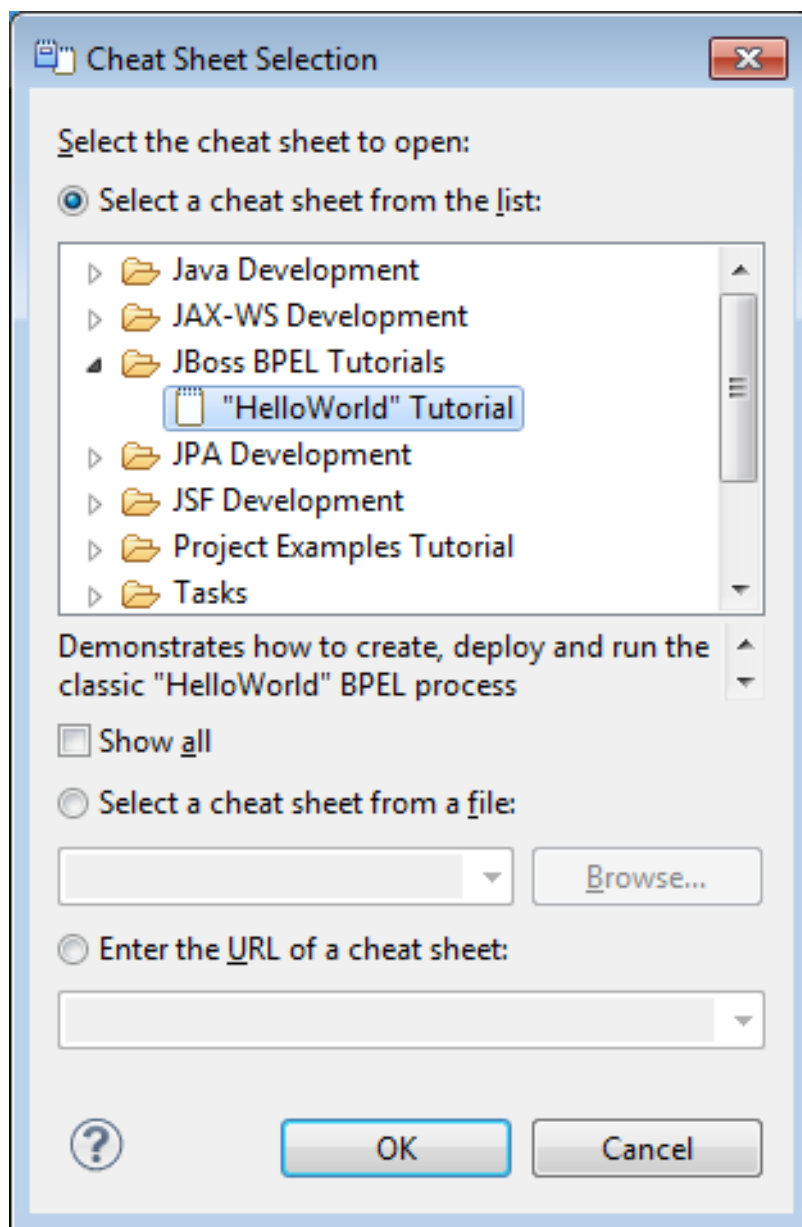 Cheat Sheet Selection
Select the cheat sheet to open:
Select a cheat sheet from the list:
Java Development
JAX-WS Development
JBoss BPEL Tutorials
"HelloWorld" Tutorial
JPA Development
JSF Development
Project Examples Tutorial
Tasks
Demonstrates how to create, deploy and run the
classic "HelloWorld" BPEL process
Show all
Select a cheat sheet from a file:
Browse...
Enter the URL of a cheat sheet:
? OK Cancel